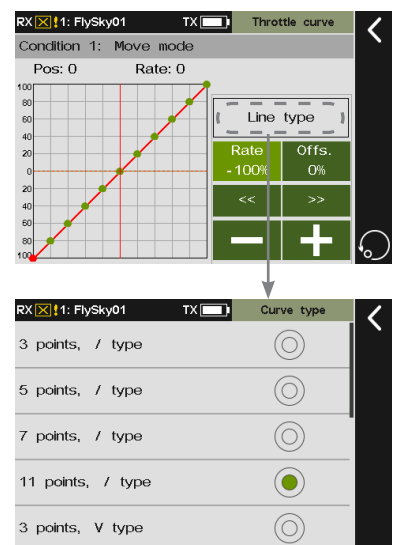 RX !1: FlySky01 TX Throttle curve
Condition 1: Move mode
Pos: 0 Rate: 0
100
80
60
40
20
0
20
40
60
80
100
Line type
Rate Offs.
-100% 0%
<< >>
− +
RX !1: FlySky01 TX Curve type
3 points, / type
5 points, / type
7 points, / type
11 points, / type
3 points, V type